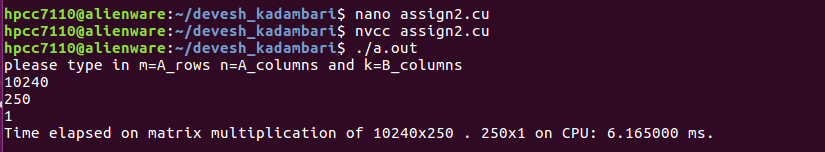 hpcc7110@alienware:~/devesh_kadambari$ nano assign2.cu
hpcc7110@alienware:~/devesh_kadambari$ nvcc assign2.cu
hpcc7110@alienware:~/devesh_kadambari$ ./a.out
please type in m=A_rows n=A_columns and k=B_columns
10240
250
1
Time elapsed on matrix multiplication of 10240x250 . 250x1 on CPU: 6.165000 ms.